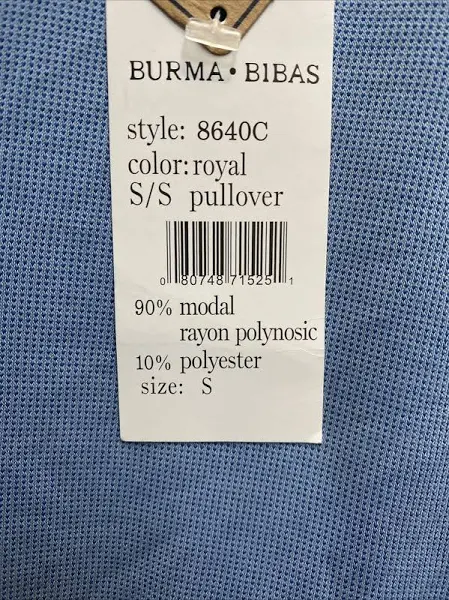 BURMA • BIBAS
style: 8640C
color: royal
S/S pullover
0 80748 71525 1
90% modal
rayon polynosic
10% polyester
size: S